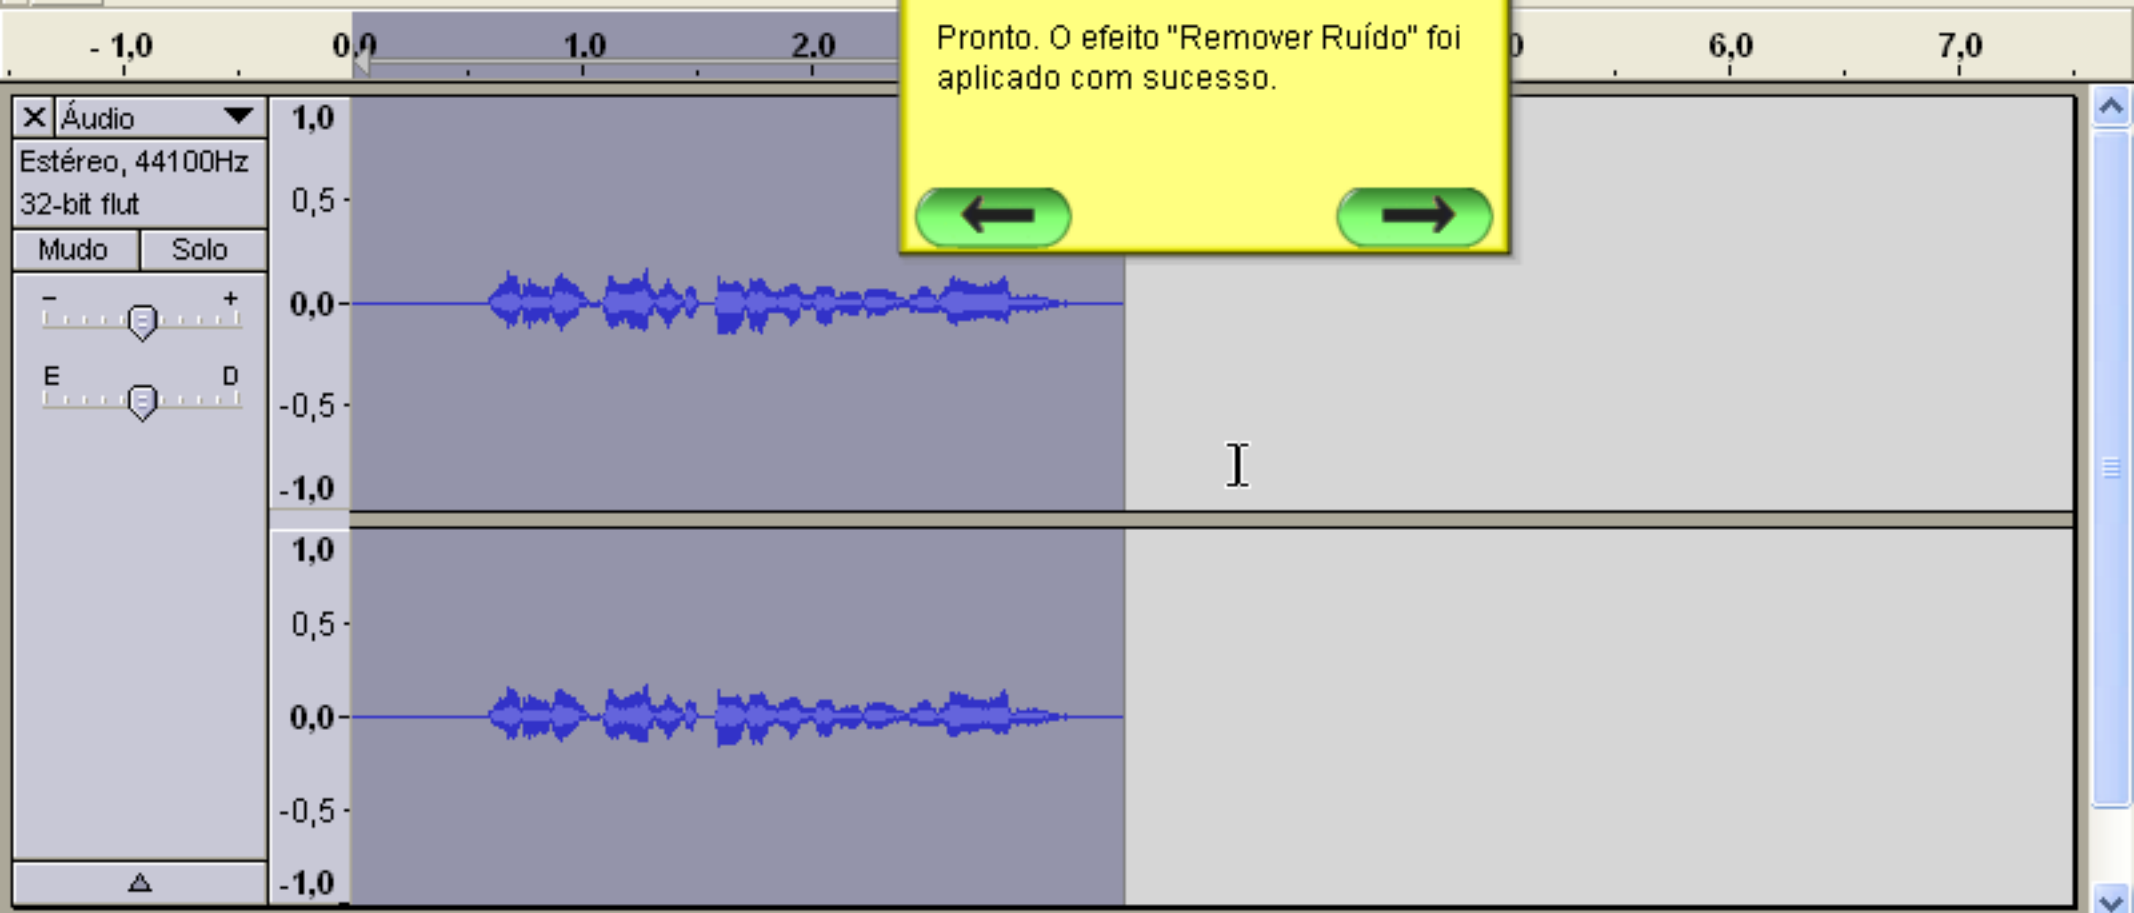 Pronto. O efeito "Remover Ruído" foi
aplicado com sucesso.
- 1,0 0,0 1.0 2.0 0 6,0 7,0
X Áudio
Estéreo, 44100Hz
32-bit flut
Mudo Solo
- +
E D
1,0
0,5
0,0
-0,5
-1,0
1,0
0,5
0,0
-0,5
-1,0